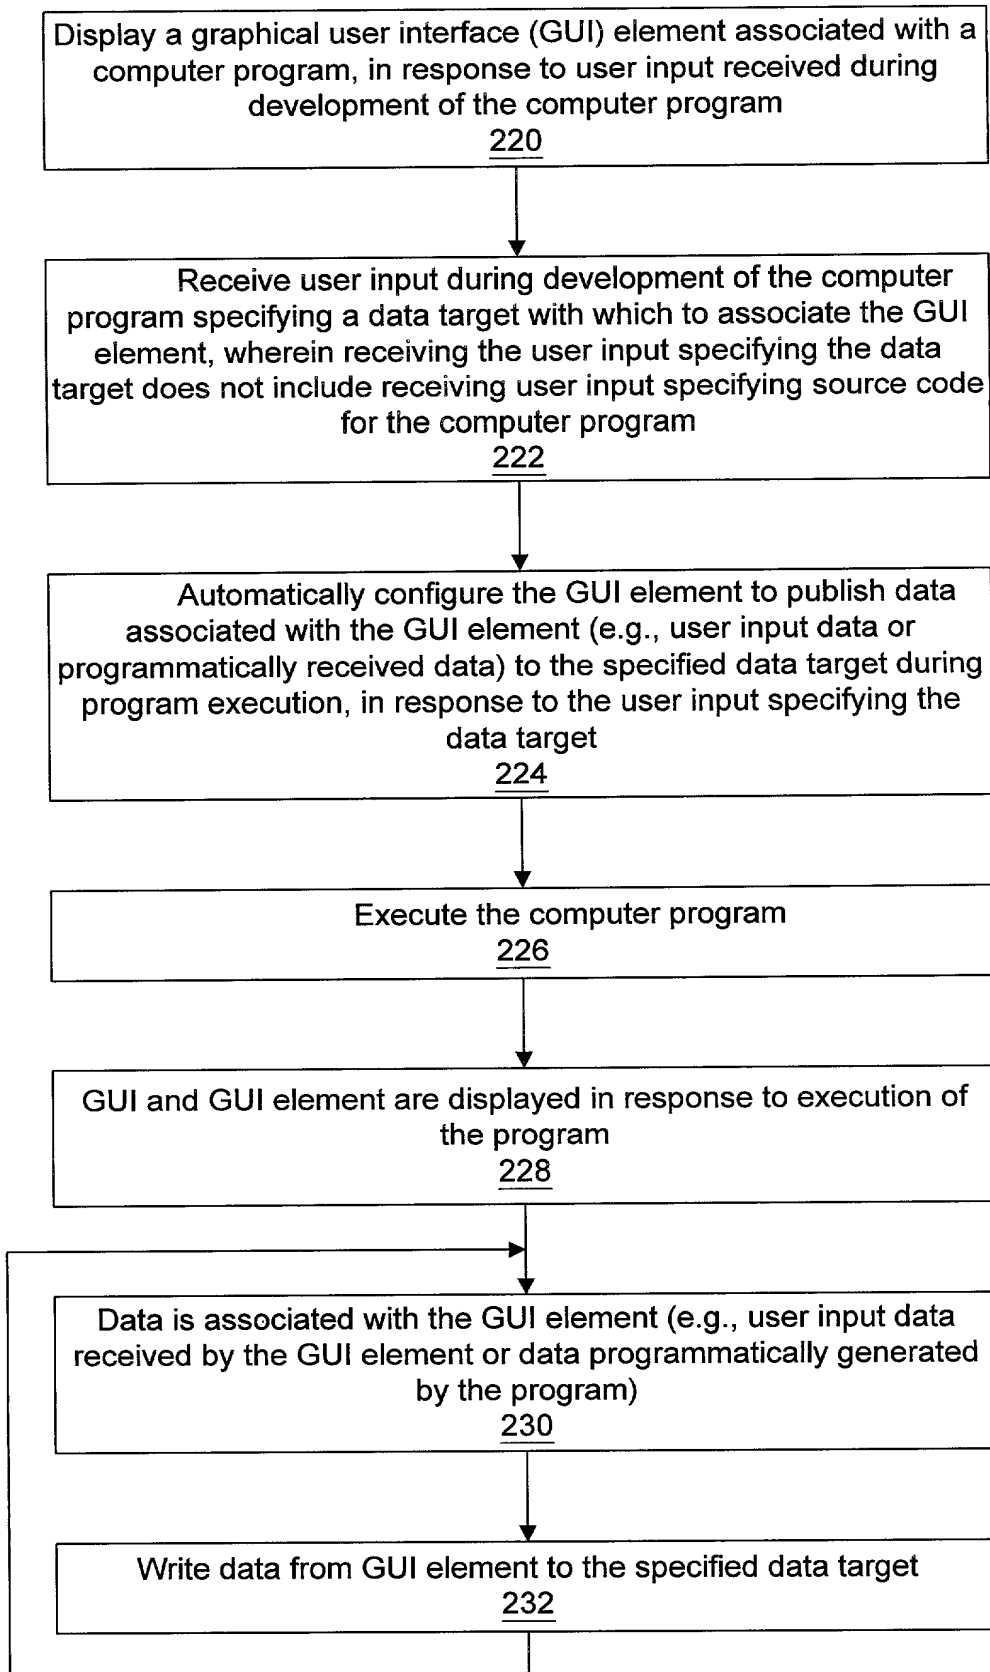 Display a graphical user interface (GUI) element associated with a
computer program, in response to user input received during
development of the computer program
220
Receive user input during development of the computer
program specifying a data target with which to associate the GUI
element, wherein receiving the user input specifying the data
target does not include receiving user input specifying source code
for the computer program
222
Automatically configure the GUI element to publish data
associated with the GUI element (e.g., user input data or
programmatically received data) to the specified data target during
program execution, in response to the user input specifying the
data target
224
Execute the computer program
226
GUI and GUI element are displayed in response to execution of
the program
228
Data is associated with the GUI element (e.g., user input data
received by the GUI element or data programmatically generated
by the program)
230
Write data from GUI element to the specified data target
232